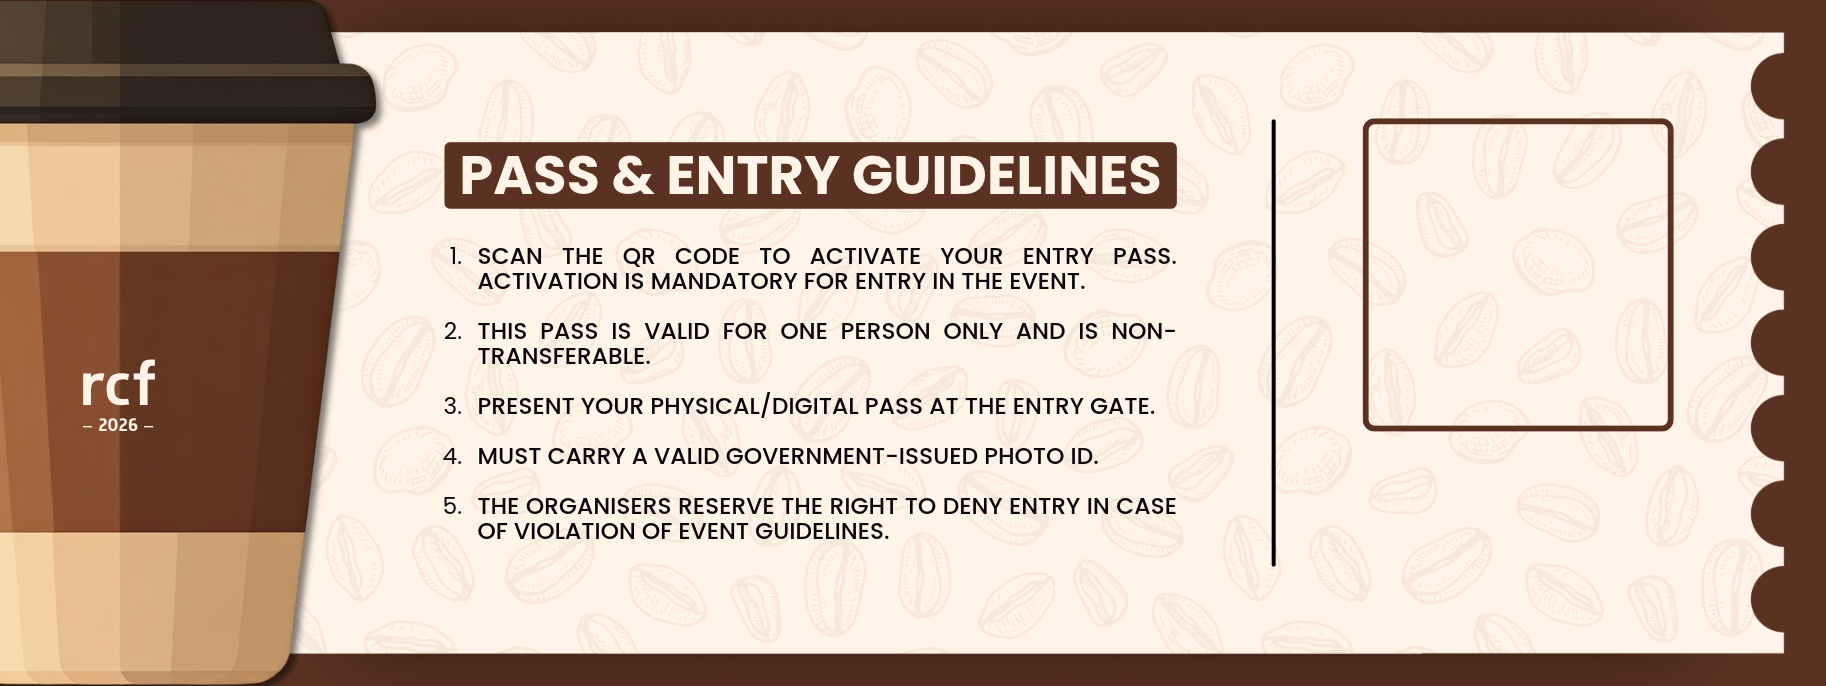 PASS & ENTRY GUIDELINES
1. SCAN THE QR CODE TO ACTIVATE YOUR ENTRY PASS.
ACTIVATION IS MANDATORY FOR ENTRY IN THE EVENT.
2. THIS PASS IS VALID FOR ONE PERSON ONLY AND IS NON-
TRANSFERABLE.
3. PRESENT YOUR PHYSICAL/DIGITAL PASS AT THE ENTRY GATE.
4. MUST CARRY A VALID GOVERNMENT-ISSUED PHOTO ID.
5. THE ORGANISERS RESERVE THE RIGHT TO DENY ENTRY IN CASE
OF VIOLATION OF EVENT GUIDELINES.
rcf
– 2026 –